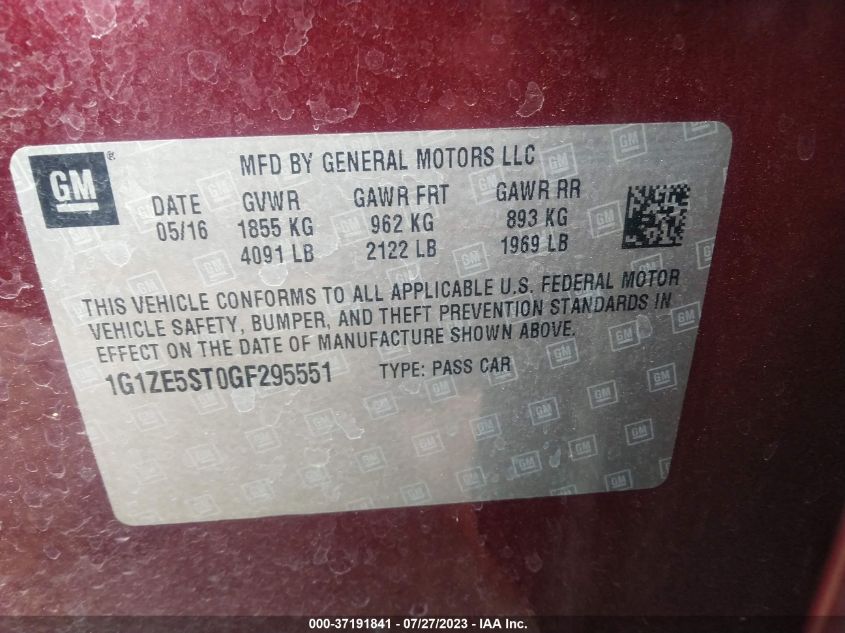 GM ® MFD BY GENERAL MOTORS LLC
DATE GVWR GAWR FRT GAWR RR
05/16 1855 KG 962 KG 893 KG
4091 LB 2122 LB 1969 LB
THIS VEHICLE CONFORMS TO ALL APPLICABLE U.S. FEDERAL MOTOR
VEHICLE SAFETY, BUMPER, AND THEFT PREVENTION STANDARDS IN
EFFECT ON THE DATE OF MANUFACTURE SHOWN ABOVE.
1G1ZE5ST0GF295551 TYPE: PASS CAR
000-37191841 - 07/27/2023 - IAA Inc.